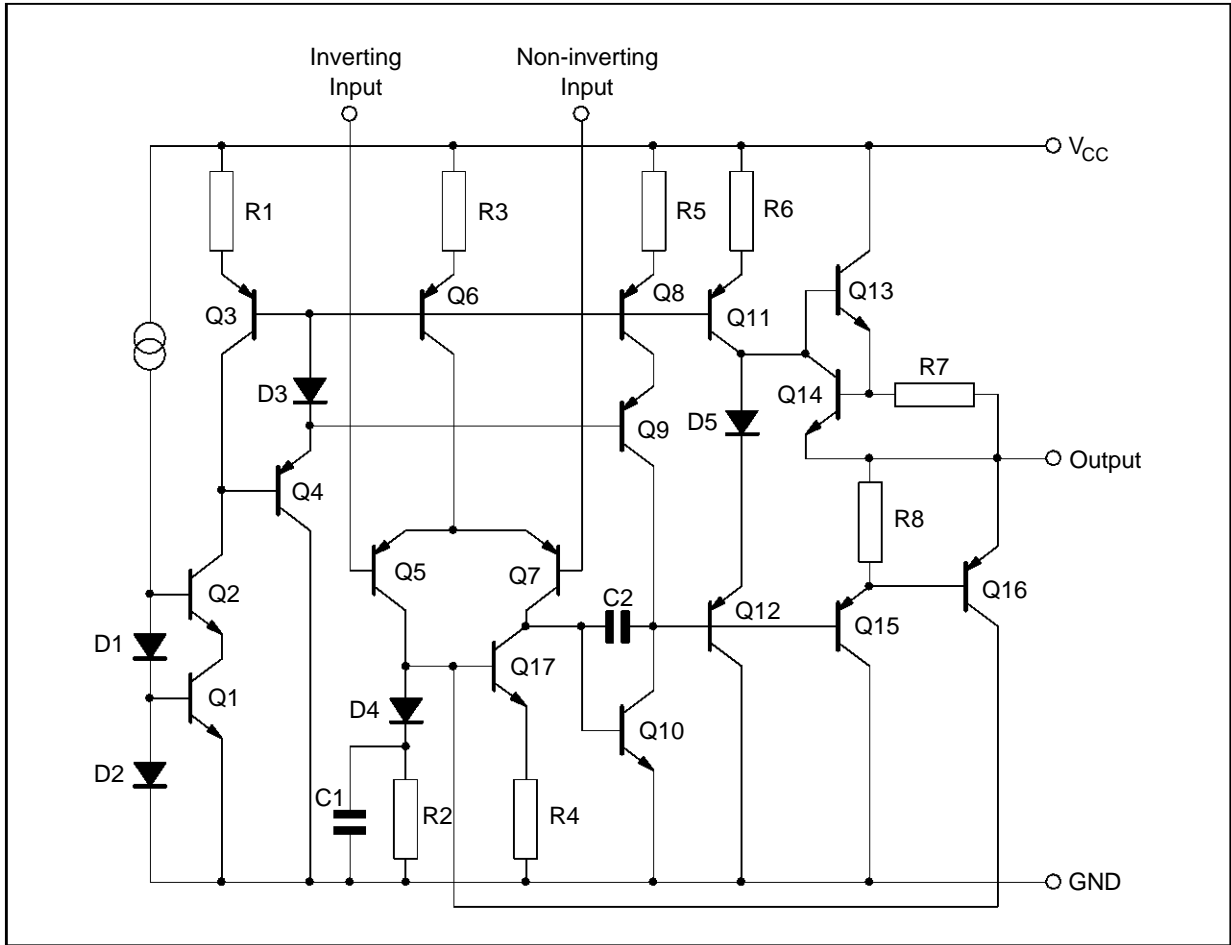 Inverting
Input
Non-inverting
Input
VCC
R1
R3
R5
R6
Q3
Q6
Q8
Q11
Q13
D3
R7
Q14
Q9
D5
Output
Q4
R8
Q5
Q7
Q2
C2
Q12
Q15
Q16
D1
Q17
Q1
D4
Q10
D2
C1
R2
R4
GND